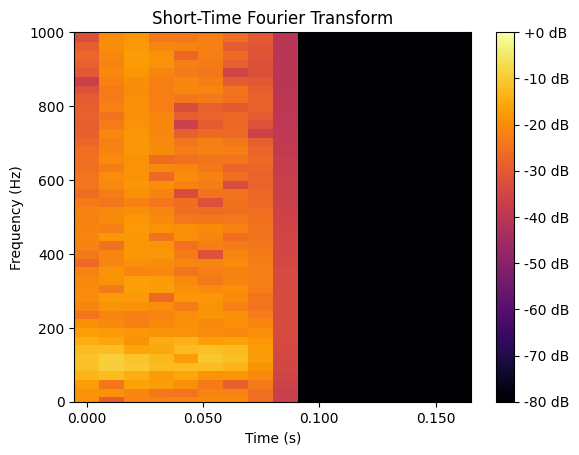 Short-Time Fourier Transform
1000
800
600
400
200
0
Frequency (Hz)
0.000
0.050
0.100
0.150
Time (s)
+0 dB
-10 dB
-20 dB
-30 dB
-40 dB
-50 dB
-60 dB
-70 dB
-80 dB